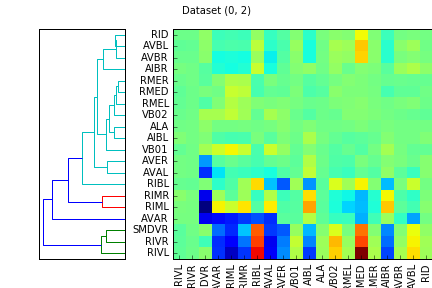 Dataset (0, 2)
RID
AVBL
AVBR
AIBR
RMER
RMED
RMEL
VB02
ALA
AIBL
VB01
AVER
AVAL
RIBL
RIMR
RIML
AVAR
SMDVR
RIVR
RIVL
RIVL RIVR DVR AVAR RIML RIMR RIBL AVAL AVER VB01 AIBL ALA VB02 RMEL MED MER AIBR AVBR AVBL RID